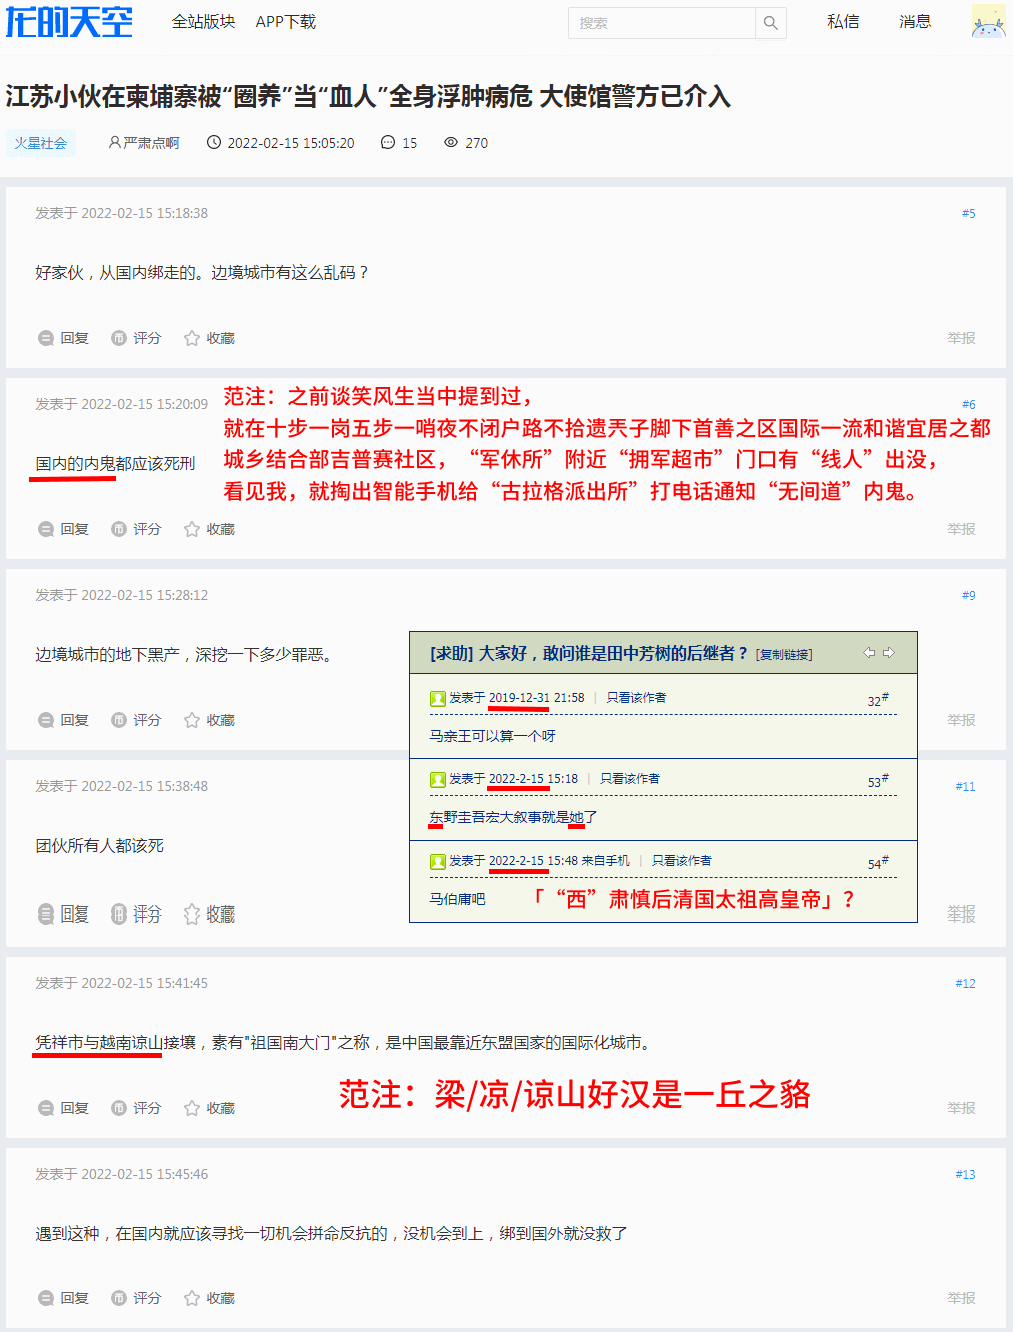 龙的天空 全站版块 APP下载 搜索 私信 消息
江苏小伙在柬埔寨被“圈养”当“血人”全身浮肿病危 大使馆警方已介入
火星社会 严肃点啊 2022-02-15 15:05:20 15 270
发表于 2022-02-15 15:18:38 #5
好家伙，从国内绑走的。边境城市有这么乱码？
回复 评分 收藏 举报
发表于 2022-02-15 15:20:09 #6
国内的内鬼都应该死刑
范注：之前谈笑风生当中提到过，
就在十步一岗五步一哨夜不闭户路不拾遗兲子脚下首善之区国际一流和谐宜居之都
城乡结合部吉普赛社区，“军休所”附近“拥军超市”门口有“线人”出没，
看见我，就掏出智能手机给“古拉格派出所”打电话通知“无间道”内鬼。
回复 评分 收藏 举报
发表于 2022-02-15 15:28:12 #9
边境城市的地下黑产，深挖一下多少罪恶。
回复 评分 收藏 举报
[求助] 大家好，敢问谁是田中芳树的后继者？ [复制链接]
发表于 2019-12-31 21:58 | 只看该作者 32#
马亲王可以算一个呀
发表于 2022-2-15 15:18 | 只看该作者 53#
东野圭吾宏大叙事就是她了
发表于 2022-2-15 15:48 来自手机 | 只看该作者 54#
马伯庸吧
「“西”肃慎后清国太祖高皇帝」？
发表于 2022-02-15 15:38:48 #11
团伙所有人都该死
回复 评分 收藏 举报
发表于 2022-02-15 15:41:45 #12
凭祥市与越南谅山接壤，素有"祖国南大门"之称，是中国最靠近东盟国家的国际化城市。
范注：梁/凉/谅山好汉是一丘之貉
回复 评分 收藏 举报
发表于 2022-02-15 15:45:46 #13
遇到这种，在国内就应该寻找一切机会拼命反抗的，没机会到上，绑到国外就没救了
回复 评分 收藏 举报